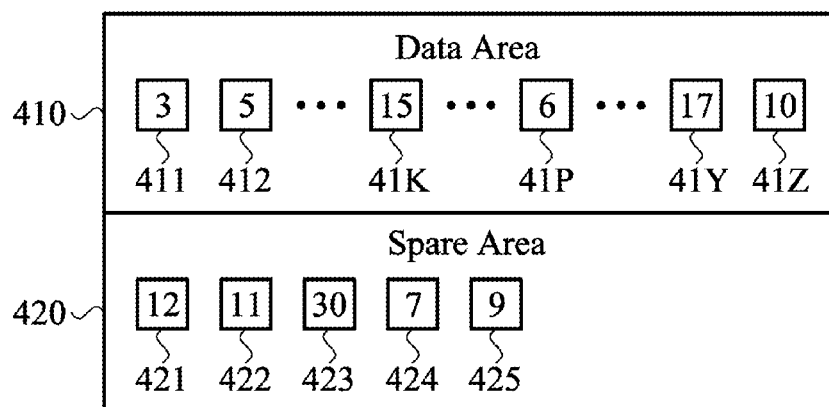 Data Area
410 3 5 ••• 15 ••• 6 ••• 17 10
411 412 41K 41P 41Y 41Z
Spare Area
420 12 11 30 7 9
421 422 423 424 425